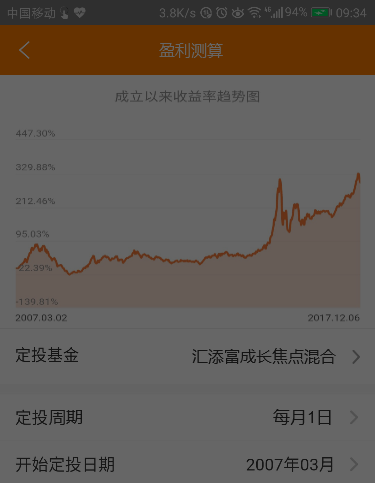 中国移动 3.8K/s 46 94% 09:34
盈利测算
成立以来收益率趋势图
447.30%
329.88%
212.46%
95.03%
-22.39%
-139.81%
2007.03.02 2017.12.06
定投基金 汇添富成长焦点混合
定投周期 每月1日
开始定投日期 2007年03月